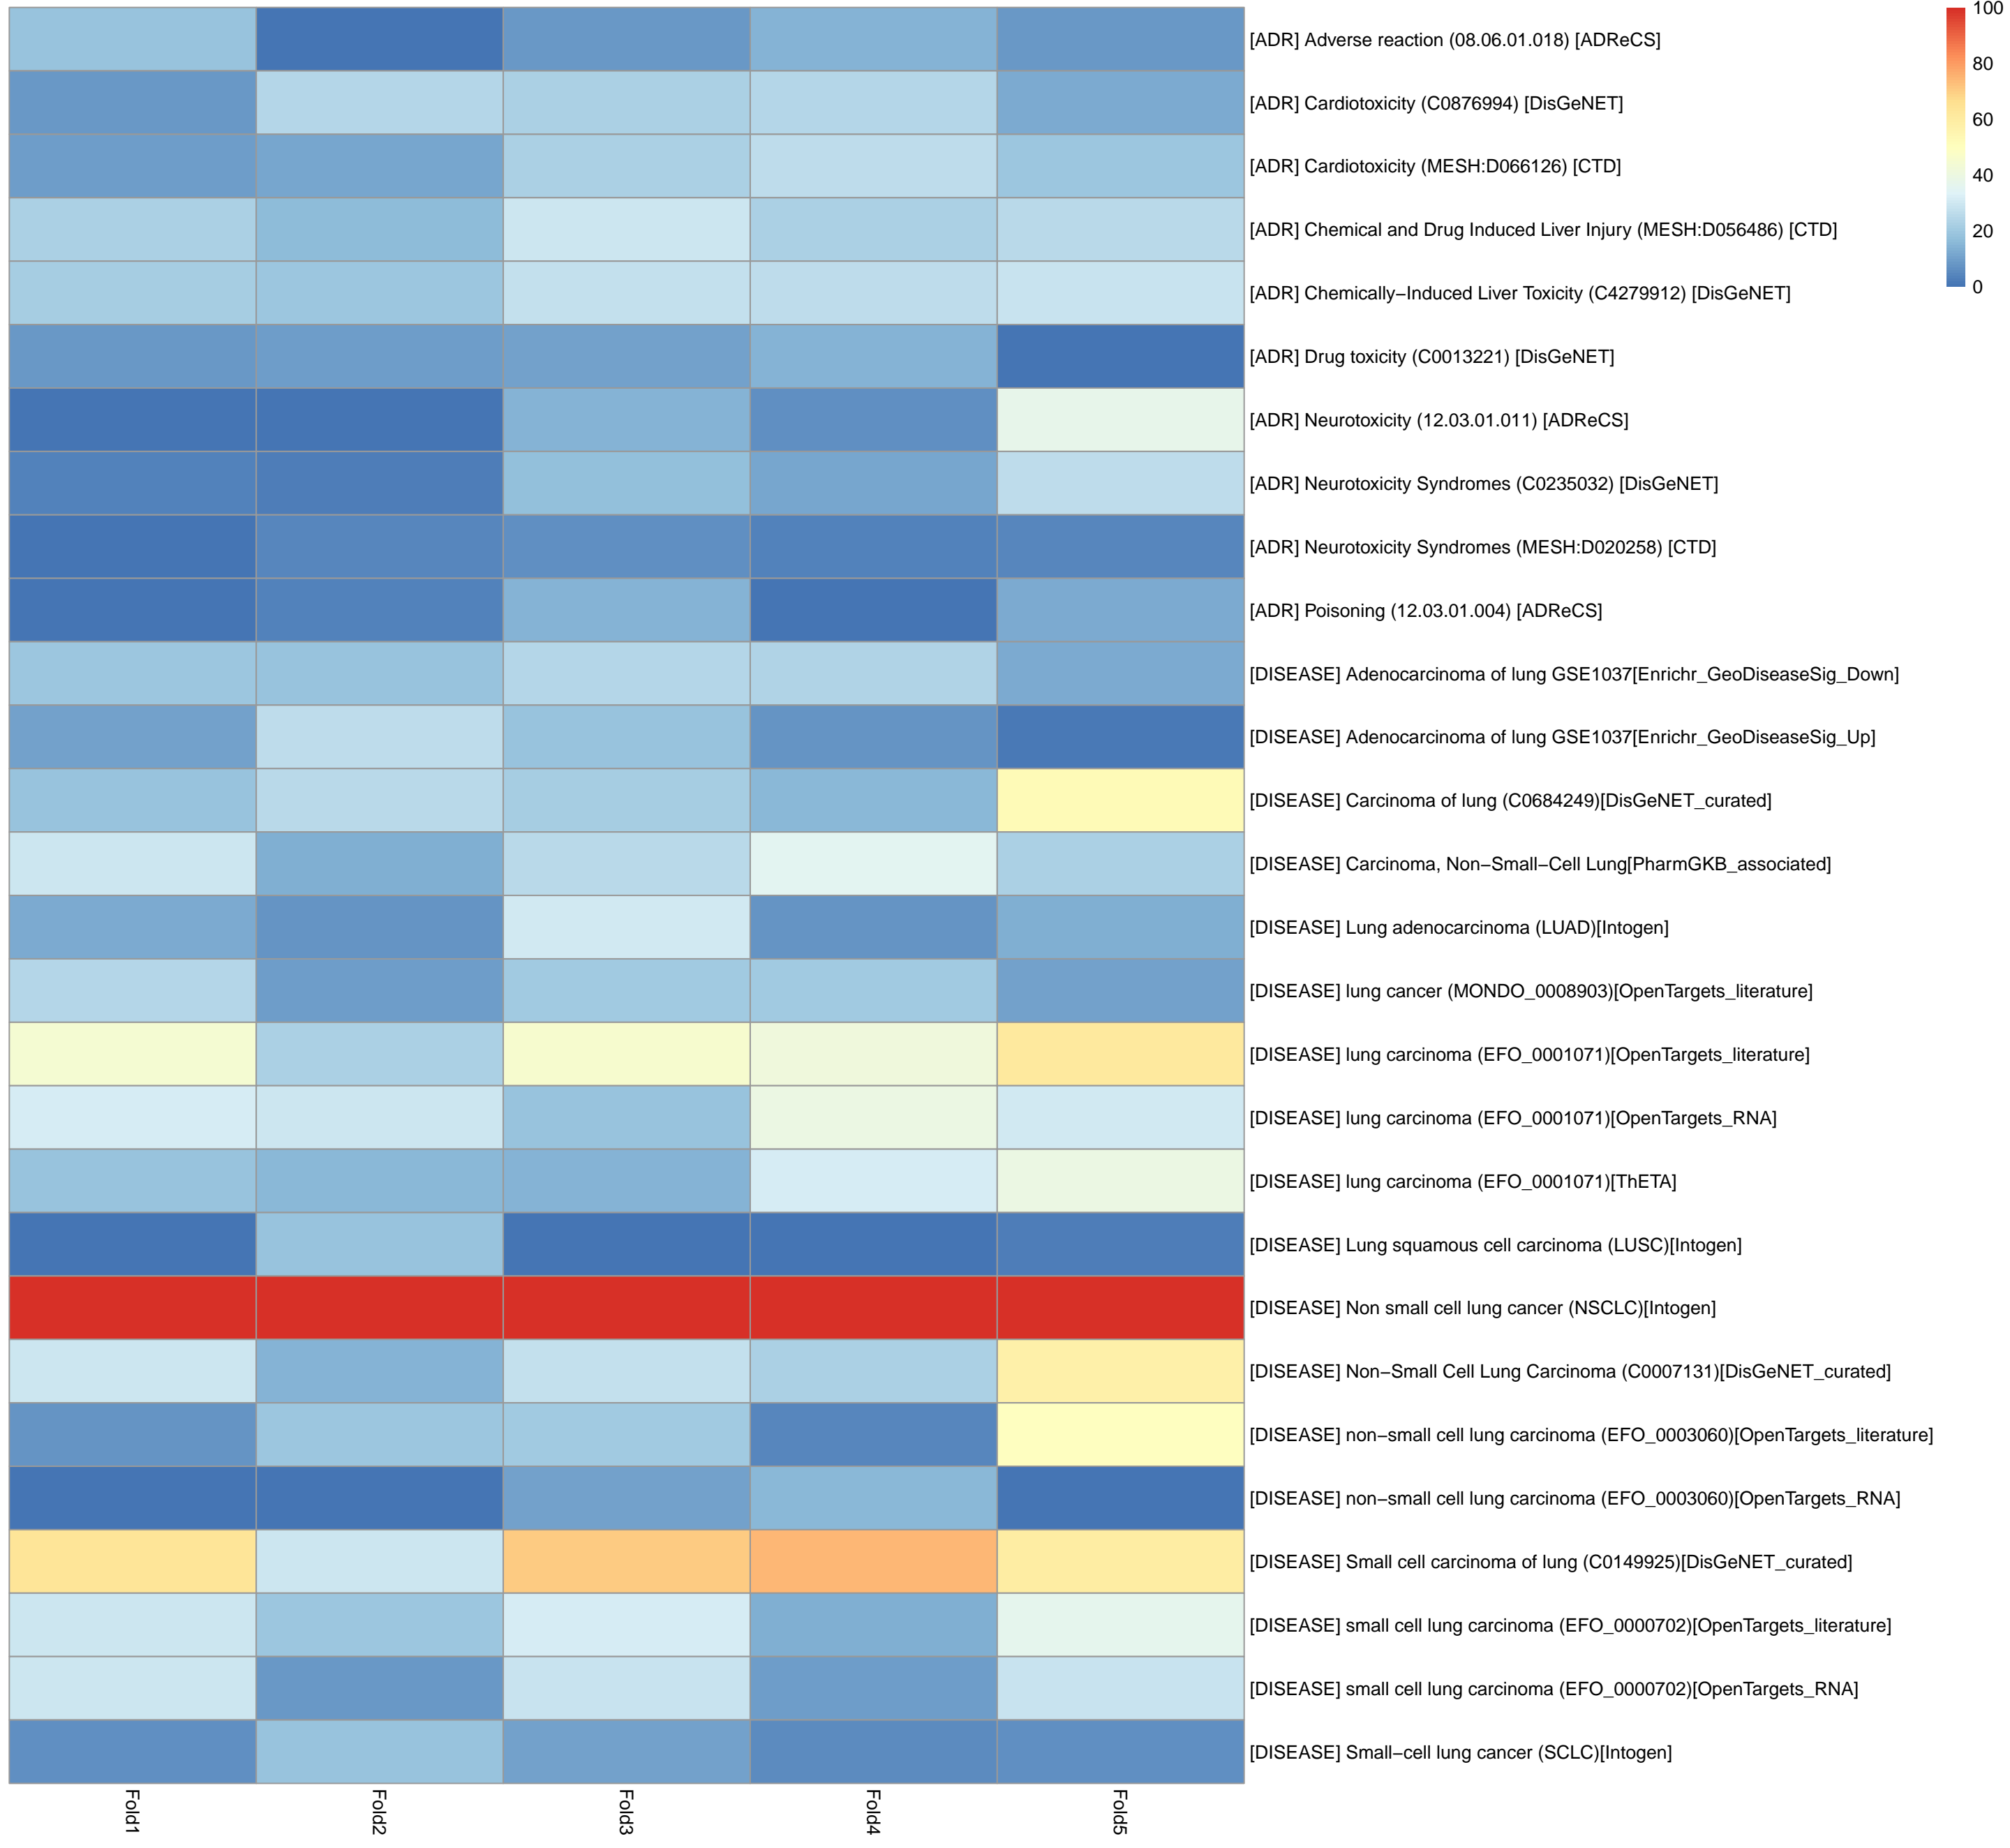 [ADR] Adverse reaction (08.06.01.018) [ADReCS]
[ADR] Cardiotoxicity (C0876994) [DisGeNET]
[ADR] Cardiotoxicity (MESH:D066126) [CTD]
[ADR] Chemical and Drug Induced Liver Injury (MESH:D056486) [CTD]
[ADR] Chemically−Induced Liver Toxicity (C4279912) [DisGeNET]
[ADR] Drug toxicity (C0013221) [DisGeNET]
[ADR] Neurotoxicity (12.03.01.011) [ADReCS]
[ADR] Neurotoxicity Syndromes (C0235032) [DisGeNET]
[ADR] Neurotoxicity Syndromes (MESH:D020258) [CTD]
[ADR] Poisoning (12.03.01.004) [ADReCS]
[DISEASE] Adenocarcinoma of lung GSE1037[Enrichr_GeoDiseaseSig_Down]
[DISEASE] Adenocarcinoma of lung GSE1037[Enrichr_GeoDiseaseSig_Up]
[DISEASE] Carcinoma of lung (C0684249)[DisGeNET_curated]
[DISEASE] Carcinoma, Non−Small−Cell Lung[PharmGKB_associated]
[DISEASE] Lung adenocarcinoma (LUAD)[Intogen]
[DISEASE] lung cancer (MONDO_0008903)[OpenTargets_literature]
[DISEASE] lung carcinoma (EFO_0001071)[OpenTargets_literature]
[DISEASE] lung carcinoma (EFO_0001071)[OpenTargets_RNA]
[DISEASE] lung carcinoma (EFO_0001071)[ThETA]
[DISEASE] Lung squamous cell carcinoma (LUSC)[Intogen]
[DISEASE] Non small cell lung cancer (NSCLC)[Intogen]
[DISEASE] Non−Small Cell Lung Carcinoma (C0007131)[DisGeNET_curated]
[DISEASE] non−small cell lung carcinoma (EFO_0003060)[OpenTargets_literature]
[DISEASE] non−small cell lung carcinoma (EFO_0003060)[OpenTargets_RNA]
[DISEASE] Small cell carcinoma of lung (C0149925)[DisGeNET_curated]
[DISEASE] small cell lung carcinoma (EFO_0000702)[OpenTargets_literature]
[DISEASE] small cell lung carcinoma (EFO_0000702)[OpenTargets_RNA]
[DISEASE] Small−cell lung cancer (SCLC)[Intogen]
Fold1
Fold2
Fold3
Fold4
Fold5
100
80
60
40
20
0